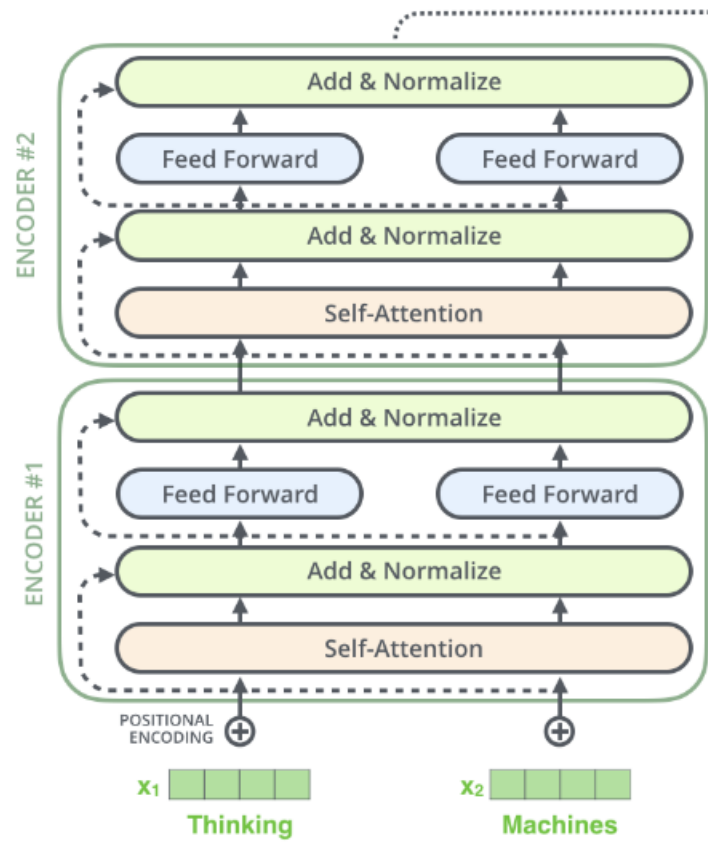 ENCODER #2
Add & Normalize
Feed Forward
Feed Forward
Add & Normalize
Self-Attention
ENCODER #1
Add & Normalize
Feed Forward
Feed Forward
Add & Normalize
Self-Attention
POSITIONAL
ENCODING
x₁
x₂
Thinking
Machines